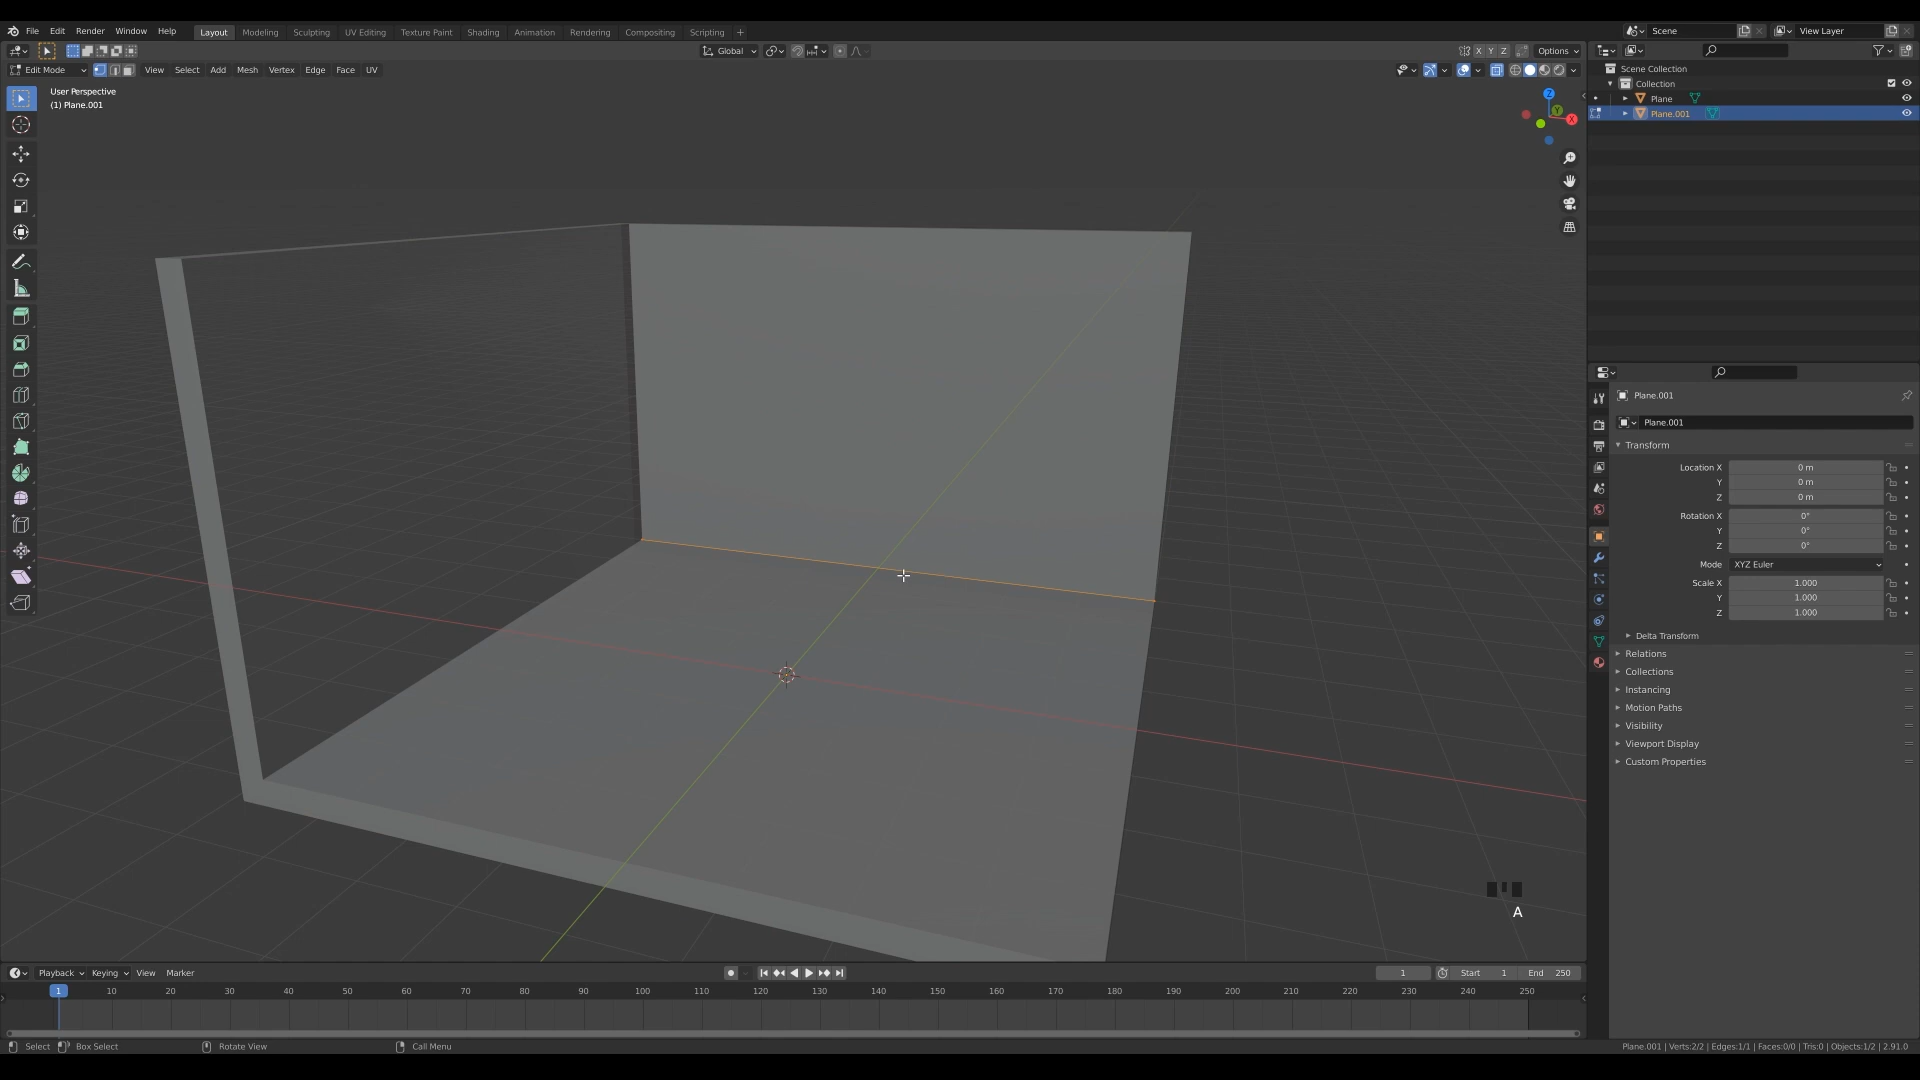 File Edit Render Window Help Layout Modeling Sculpting UV Editing Texture Paint Shading Animation Rendering Compositing Scripting + Scene View Layer
Global X Y Z Options
Edit Mode View Select Add Mesh Vertex Edge Face UV
Scene Collection
Collection
Plane
Plane.001
User Perspective
(1) Plane.001
Z
Y
X
Plane.001
Plane.001
Transform
Location X 0 m
Y 0 m
Z 0 m
Rotation X 0°
Y 0°
Z 0°
Mode XYZ Euler
Scale X 1.000
Y 1.000
Z 1.000
Delta Transform
Relations
Collections
Instancing
Motion Paths
Visibility
Viewport Display
Custom Properties
A
Playback Keying View Marker 1 Start 1 End 250
1 10 20 30 40 50 60 70 80 90 100 110 120 130 140 150 160 170 180 190 200 210 220 230 240 250
Select Box Select Rotate View Call Menu Plane.001 | Verts:2/2 | Edges:1/1 | Faces:0/0 | Tris:0 | Objects:1/2 | 2.91.0